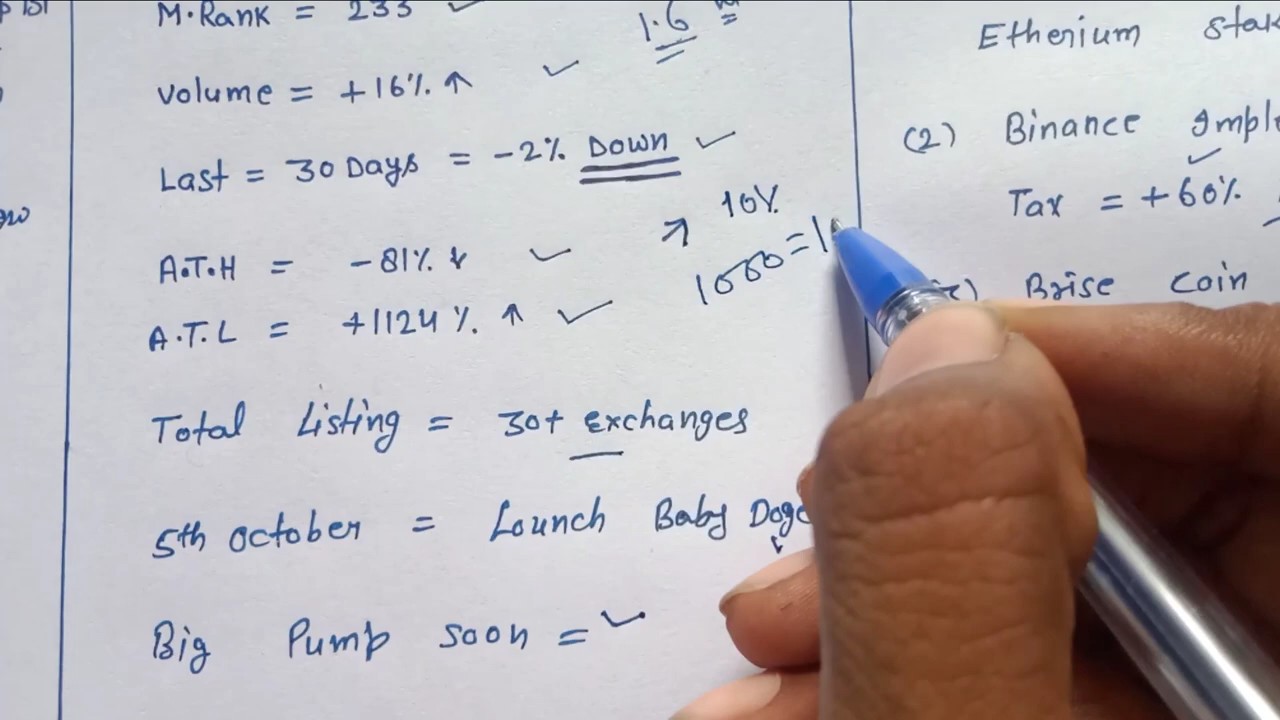 M.Rank = 233
1.6
Volume = +16% ↑
Last = 30 Days = -2% Down
A.T.H = -81% ↓
10X
1000 = 1
A.T.L = +1124% ↑
Total Listing = 30+ exchanges
5th October = Lounch Baby Doge
Big Pump soon =
Etherium
(2) Binance
Tax = +60%
Brise Coin